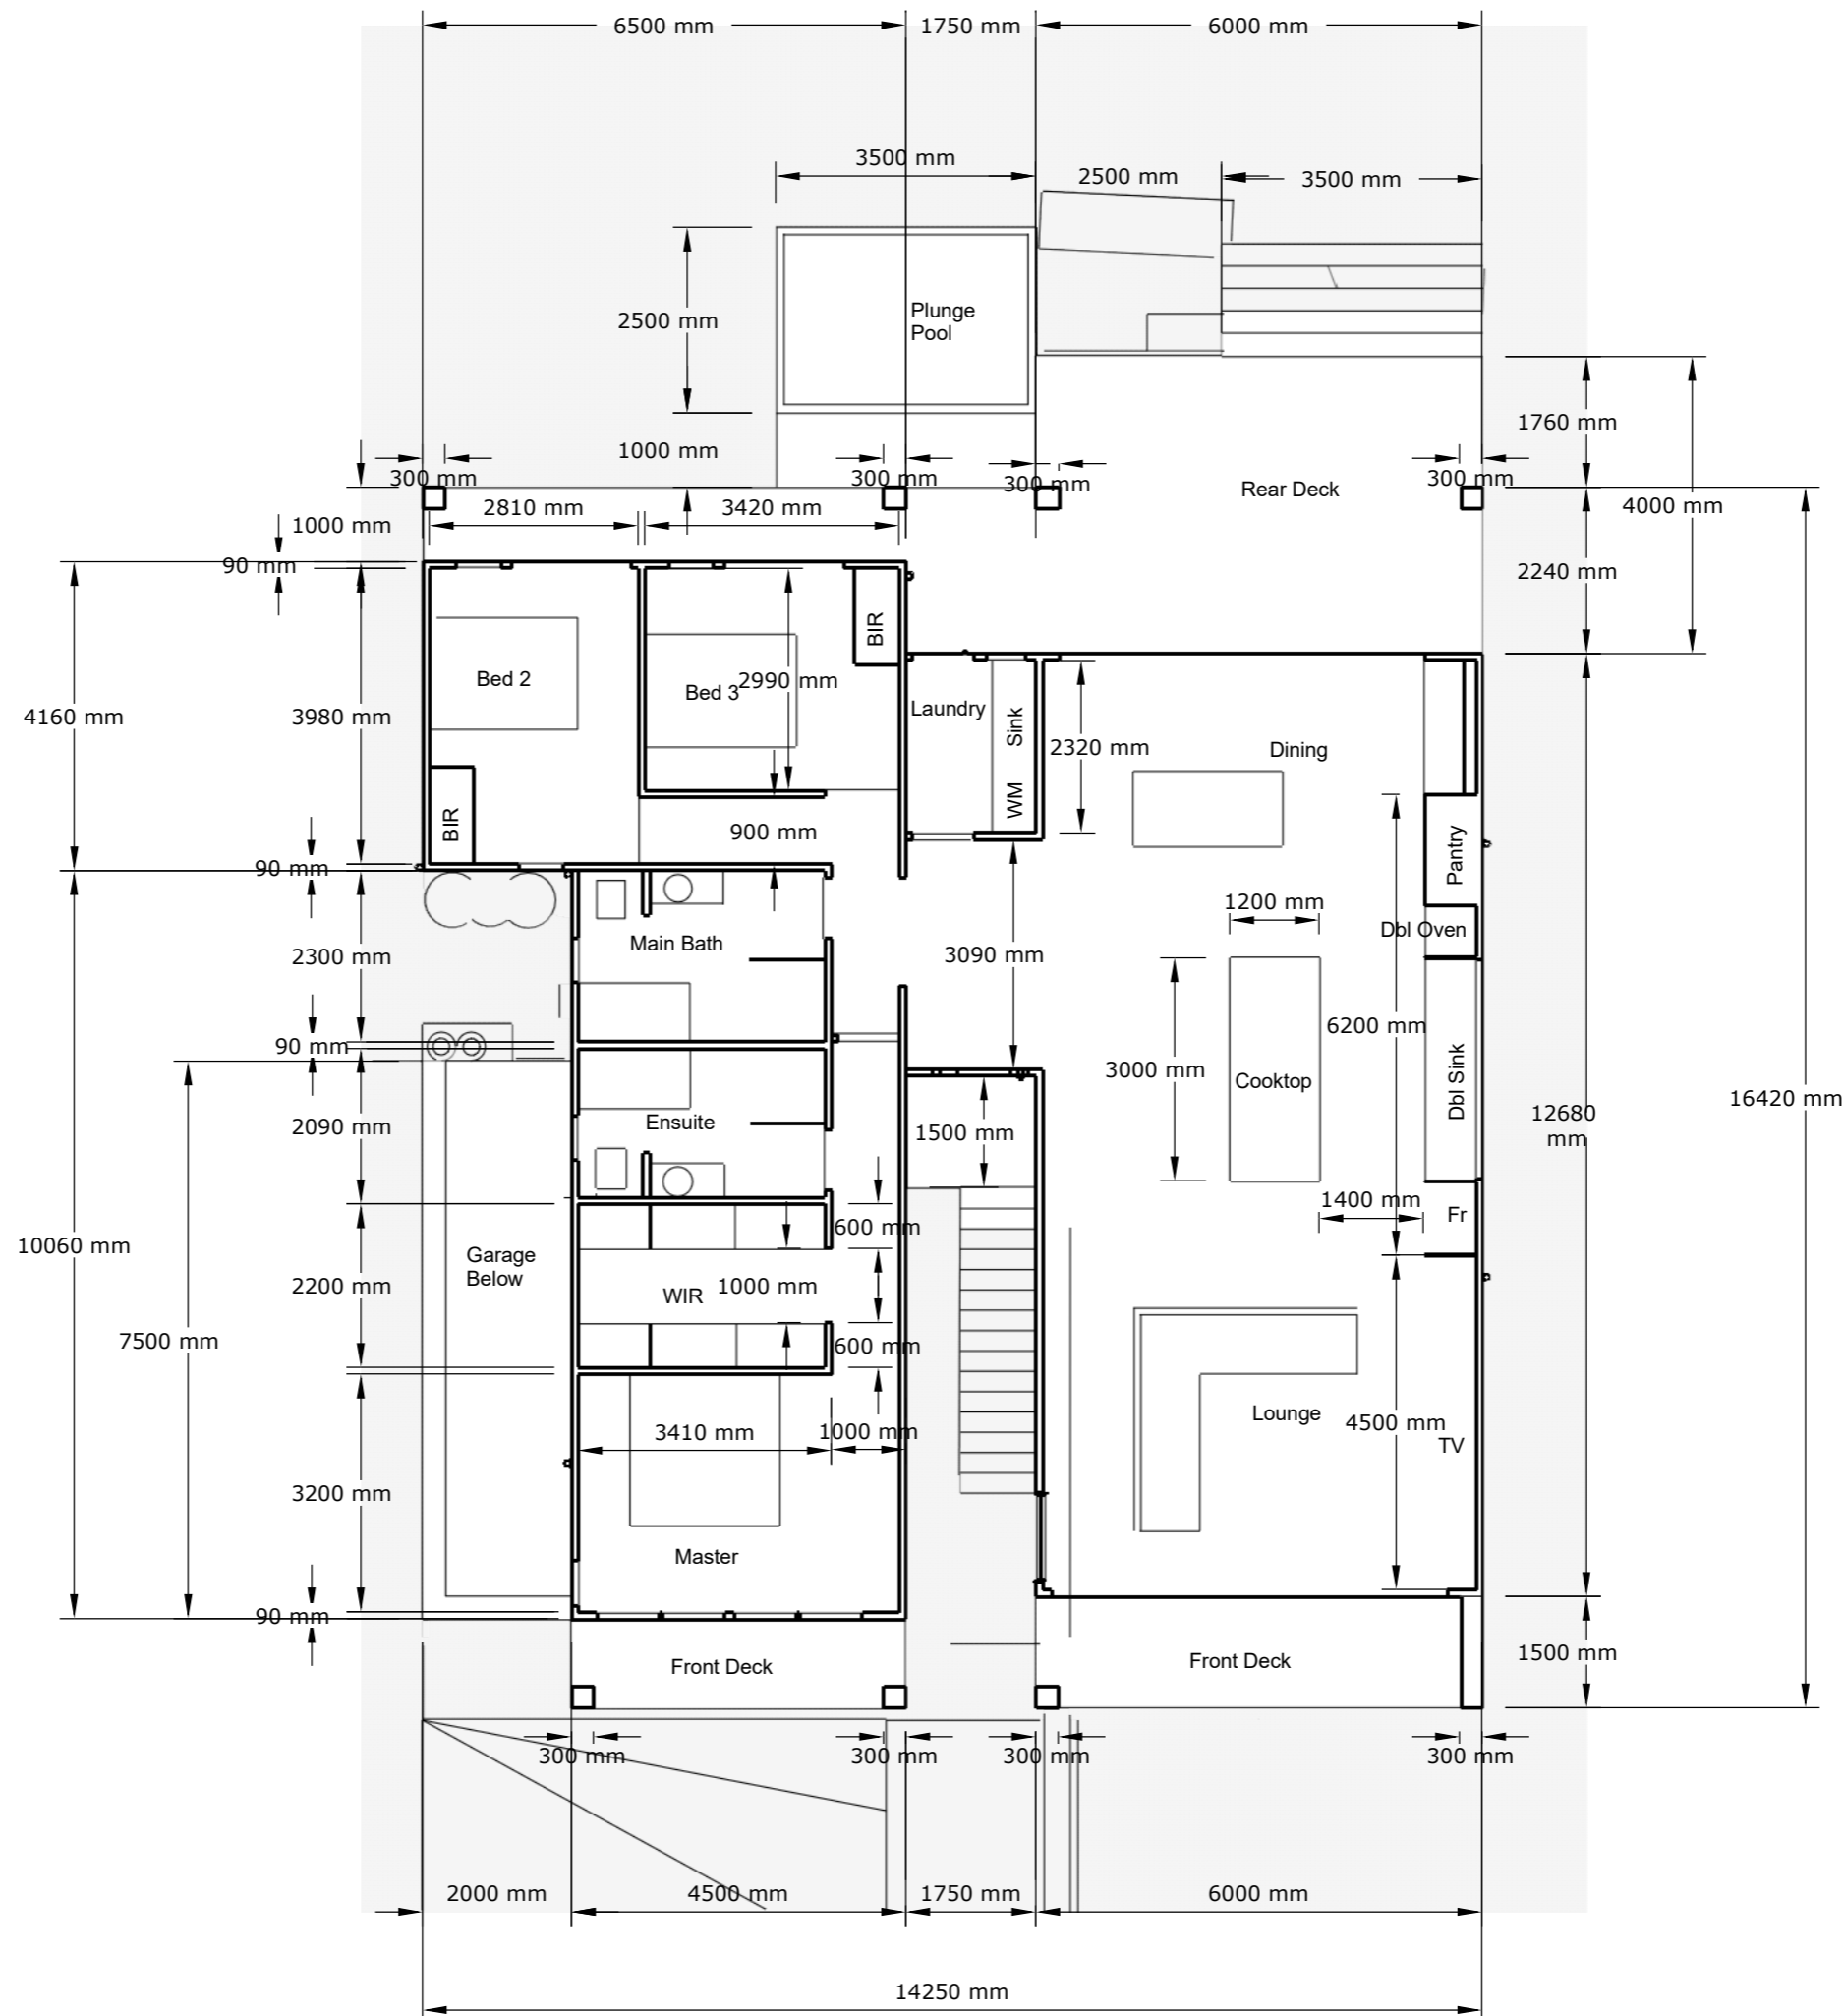 6500 mm
1750 mm
6000 mm
3500 mm
2500 mm
3500 mm
2500 mm
Plunge
Pool
1760 mm
1000 mm
300 mm
300 mm
300 mm
300 mm
Rear Deck
4000 mm
1000 mm
2810 mm
3420 mm
90 mm
2240 mm
BIR
Bed 2
Bed 3
2990 mm
4160 mm
3980 mm
Laundry
Sink
2320 mm
Dining
WM
BIR
900 mm
Pantry
90 mm
1200 mm
Main Bath
Dbl Oven
2300 mm
3090 mm
6200 mm
90 mm
3000 mm
Cooktop
Dbl Sink
16420 mm
2090 mm
Ensuite
1500 mm
12680
mm
1400 mm
Fr
600 mm
10060 mm
Garage
Below
2200 mm
WIR
1000 mm
7500 mm
600 mm
Lounge
4500 mm
TV
3410 mm
1000 mm
3200 mm
Master
90 mm
Front Deck
Front Deck
1500 mm
300 mm
300 mm
300 mm
300 mm
2000 mm
4500 mm
1750 mm
6000 mm
14250 mm